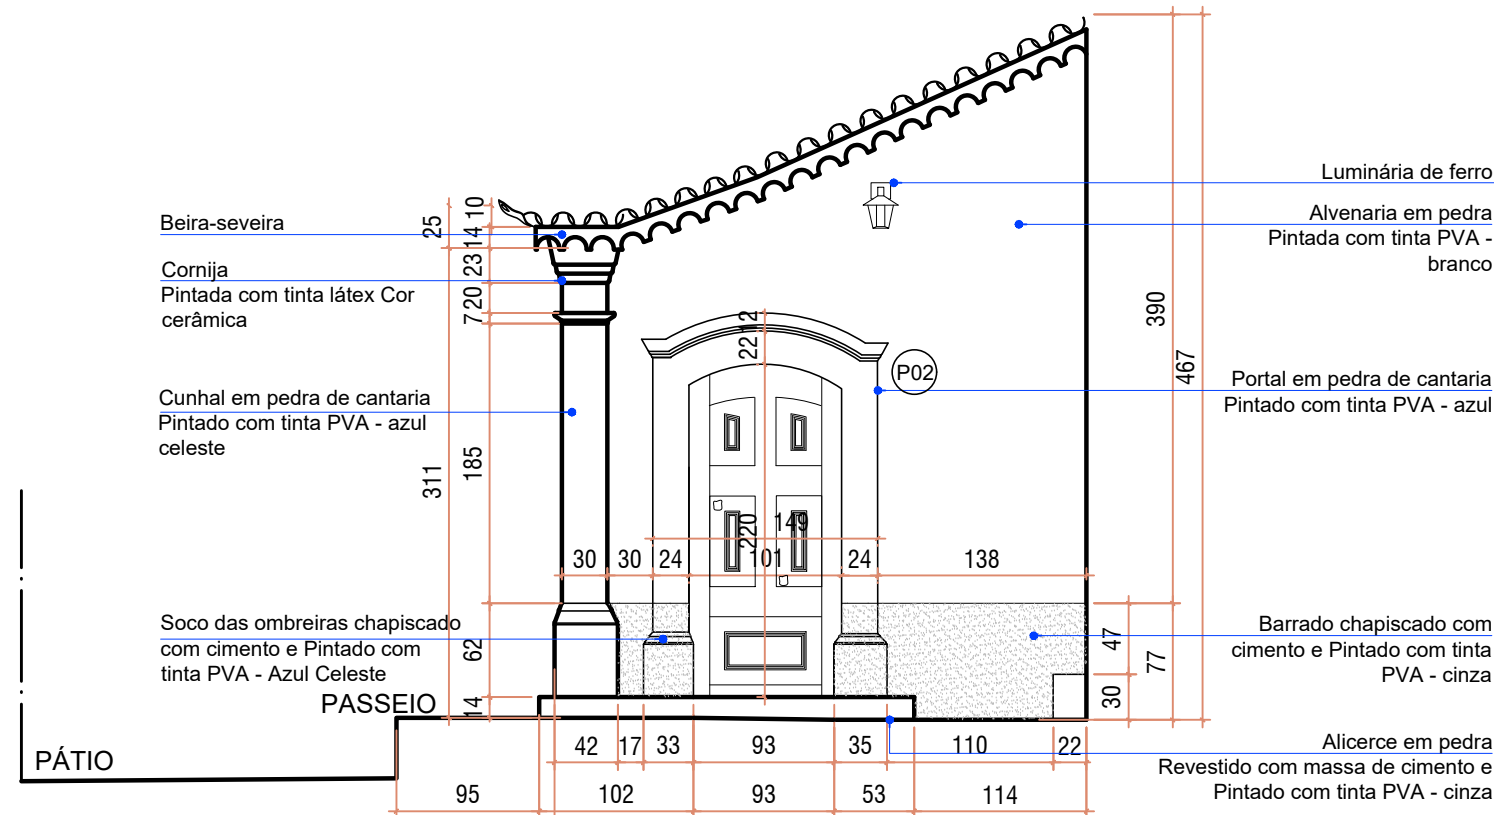 Luminária de ferro
Alvenaria em pedra
Pintada com tinta PVA -
branco
Beira-seveira
Cornija
Pintada com tinta látex Cor
cerâmica
Cunhal em pedra de cantaria
Pintado com tinta PVA - azul
celeste
P02
Portal em pedra de cantaria
Pintado com tinta PVA - azul
Soco das ombreiras chapiscado
com cimento e Pintado com
tinta PVA - Azul Celeste
Barrado chapiscado com
cimento e Pintado com tinta
PVA - cinza
PASSEIO
PÁTIO
Alicerce em pedra
Revestido com massa de cimento e
Pintado com tinta PVA - cinza
25
311
10
14
23
20
7
185
62
14
12
22
220
149
30 30 24 101 24 138
390
467
47
77
30
42 17 33 93 35 110 22
95 102 93 53 114